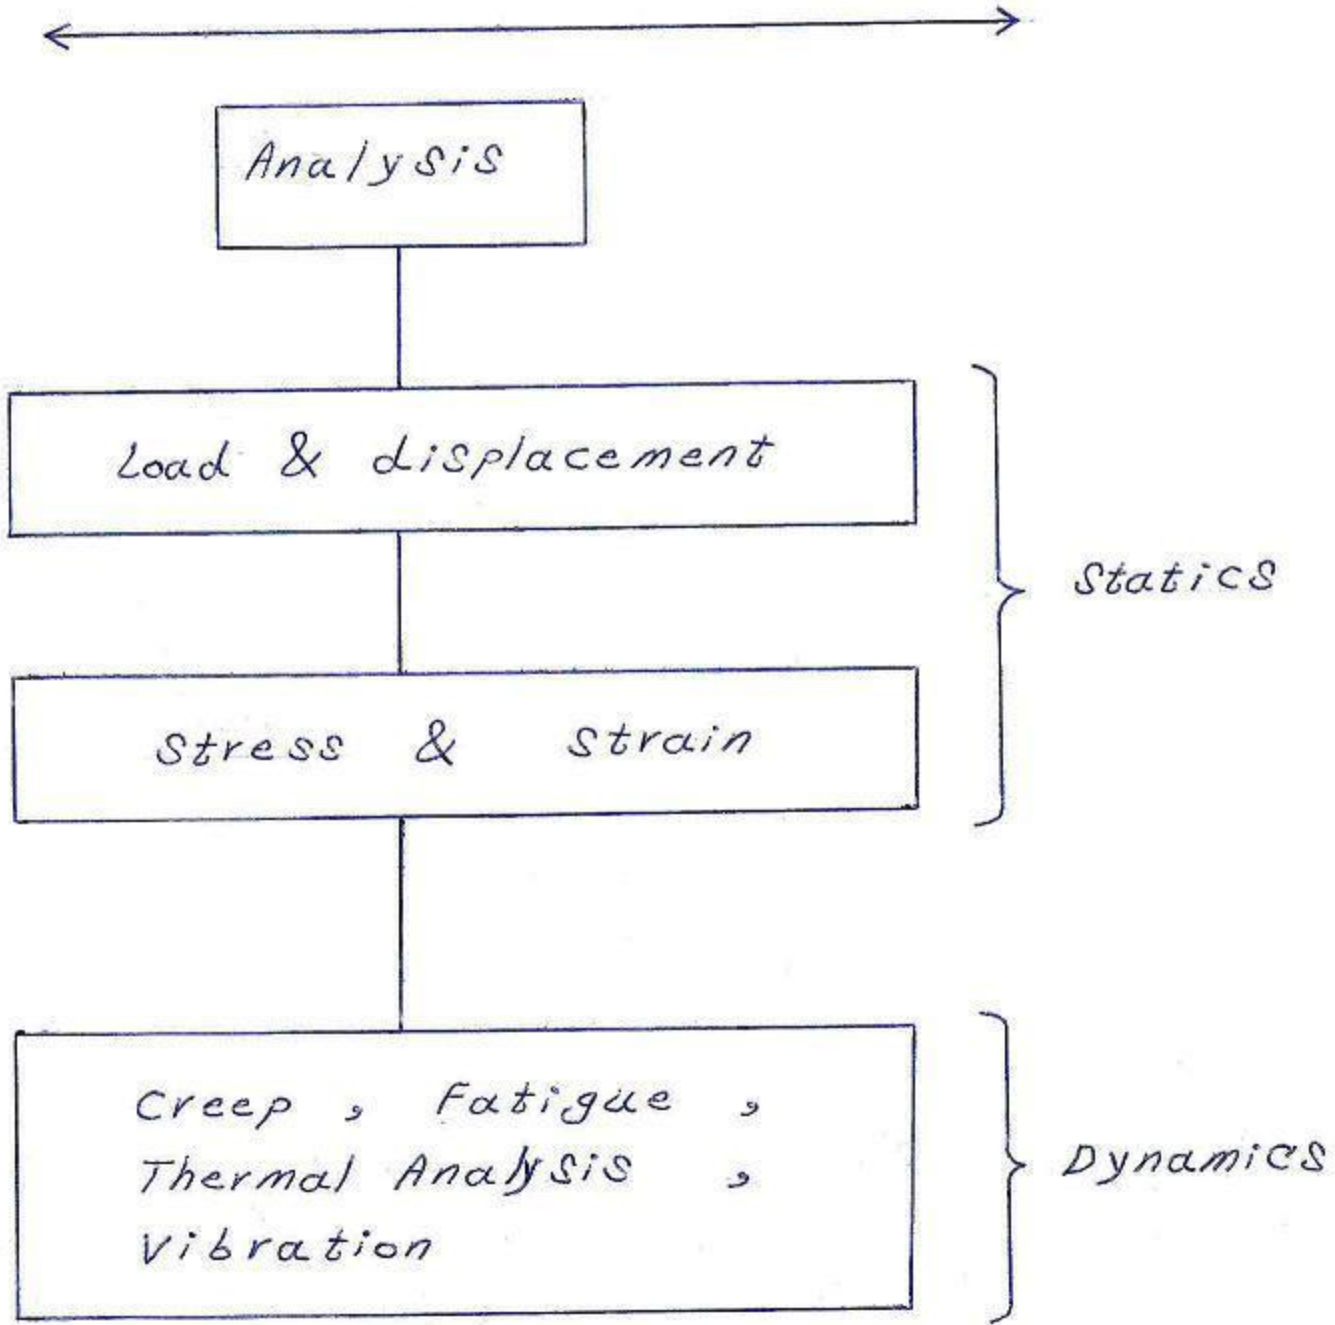 Analysis
Load & displacement
Statics
Stress & Strain
Creep , Fatigue ,
Thermal Analysis ,
Vibration
Dynamics